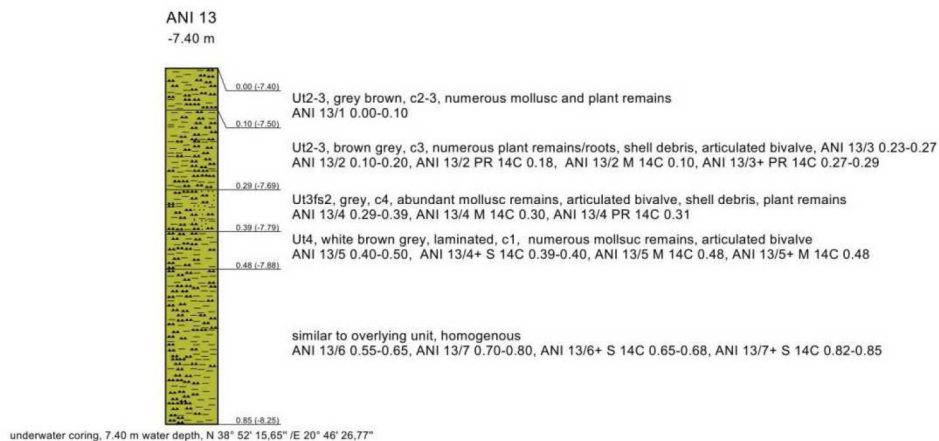 ANI 13
-7.40 m
0.00 (-7.40)
Ut2-3, grey brown, c2-3, numerous mollusc and plant remains
ANI 13/1 0.00-0.10
0.10 (-7.50)
Ut2-3, brown grey, c3, numerous plant remains/roots, shell debris, articulated bivalve, ANI 13/3 0.23-0.27
ANI 13/2 0.10-0.20, ANI 13/2 PR 14C 0.18, ANI 13/2 M 14C 0.10, ANI 13/3+ PR 14C 0.27-0.29
0.29 (-7.69)
Ut3fs2, grey, c4, abundant mollusc remains, articulated bivalve, shell debris, plant remains
ANI 13/4 0.29-0.39, ANI 13/4 M 14C 0.30, ANI 13/4 PR 14C 0.31
0.39 (-7.79)
Ut4, white brown grey, laminated, c1, numerous mollsuc remains, articulated bivalve
ANI 13/5 0.40-0.50, ANI 13/4+ S 14C 0.39-0.40, ANI 13/5 M 14C 0.48, ANI 13/5+ M 14C 0.48
0.48 (-7.88)
similar to overlying unit, homogenous
ANI 13/6 0.55-0.65, ANI 13/7 0.70-0.80, ANI 13/6+ S 14C 0.65-0.68, ANI 13/7+ S 14C 0.82-0.85
0.85 (-8.25)
underwater coring, 7.40 m water depth, N 38° 52' 15,65" /E 20° 46' 26,77"